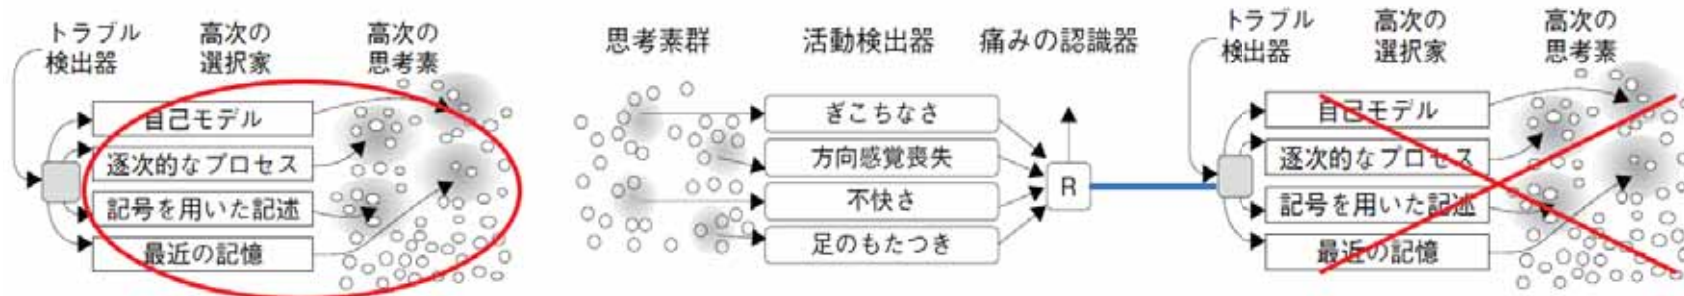 トラブル
検出器
高次の
選択家
高次の
思考素
自己モデル
逐次的なプロセス
記号を用いた記述
最近の記憶
思考素群
活動検出器
痛みの認識器
ぎこちなさ
方向感覚喪失
不快さ
足のもたつき
R
トラブル
検出器
高次の
選択家
高次の
思考素
自己モデル
逐次的なプロセス
記号を用いた記述
最近の記憶